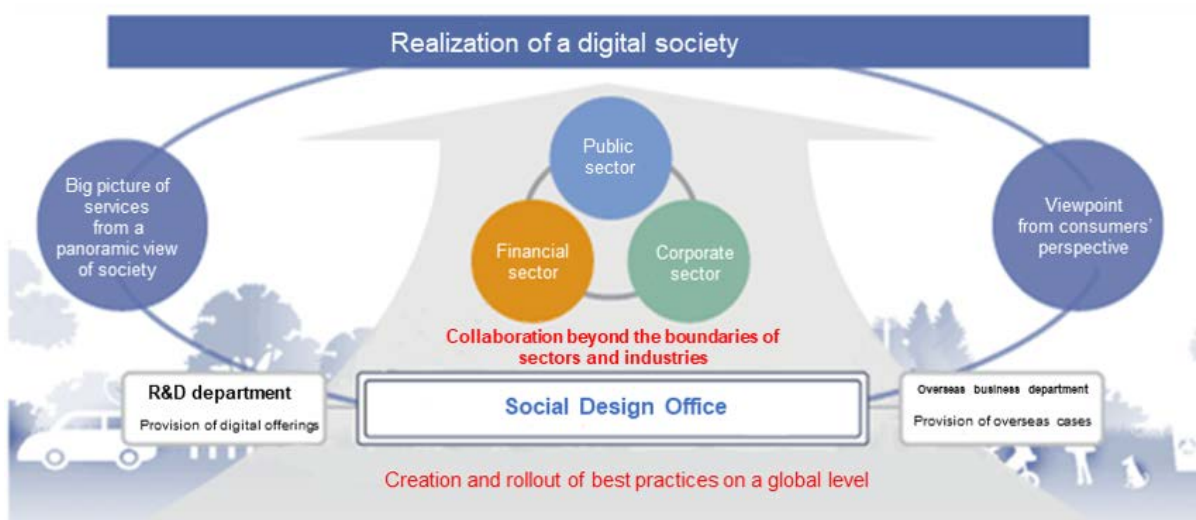 Realization of a digital society
Public
sector
Big picture of
services
from a
panoramic view
of society
Viewpoint
from consumers’
perspective
Financial
sector
Corporate
sector
Collaboration beyond the boundaries of
sectors and industries
R&D department
Provision of digital offerings
Social Design Office
Overseas business department
Provision of overseas cases
Creation and rollout of best practices on a global level